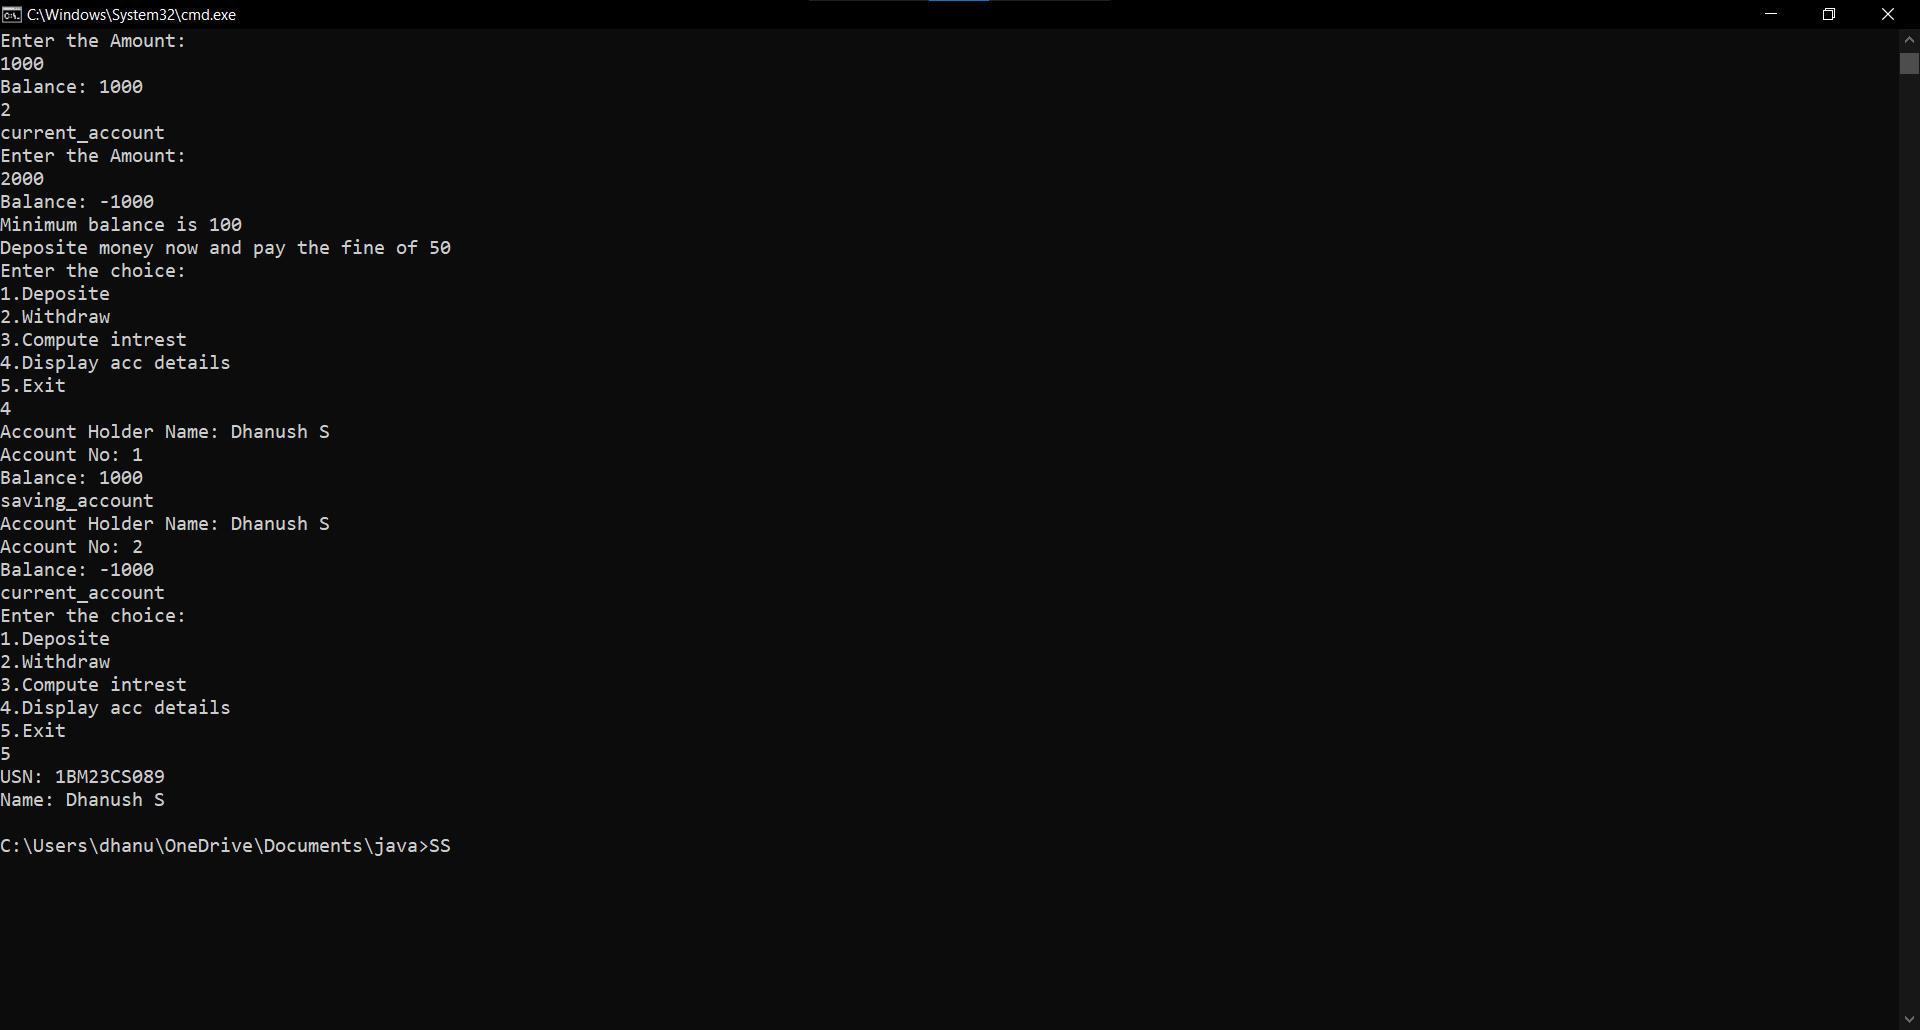 C:\Windows\System32\cmd.exe
Enter the Amount:
1000
Balance: 1000
2
current_account
Enter the Amount:
2000
Balance: -1000
Minimum balance is 100
Deposite money now and pay the fine of 50
Enter the choice:
1.Deposite
2.Withdraw
3.Compute intrest
4.Display acc details
5.Exit
4
Account Holder Name: Dhanush S
Account No: 1
Balance: 1000
saving_account
Account Holder Name: Dhanush S
Account No: 2
Balance: -1000
current_account
Enter the choice:
1.Deposite
2.Withdraw
3.Compute intrest
4.Display acc details
5.Exit
5
USN: 1BM23CS089
Name: Dhanush S
C:\Users\dhanu\OneDrive\Documents\java>SS